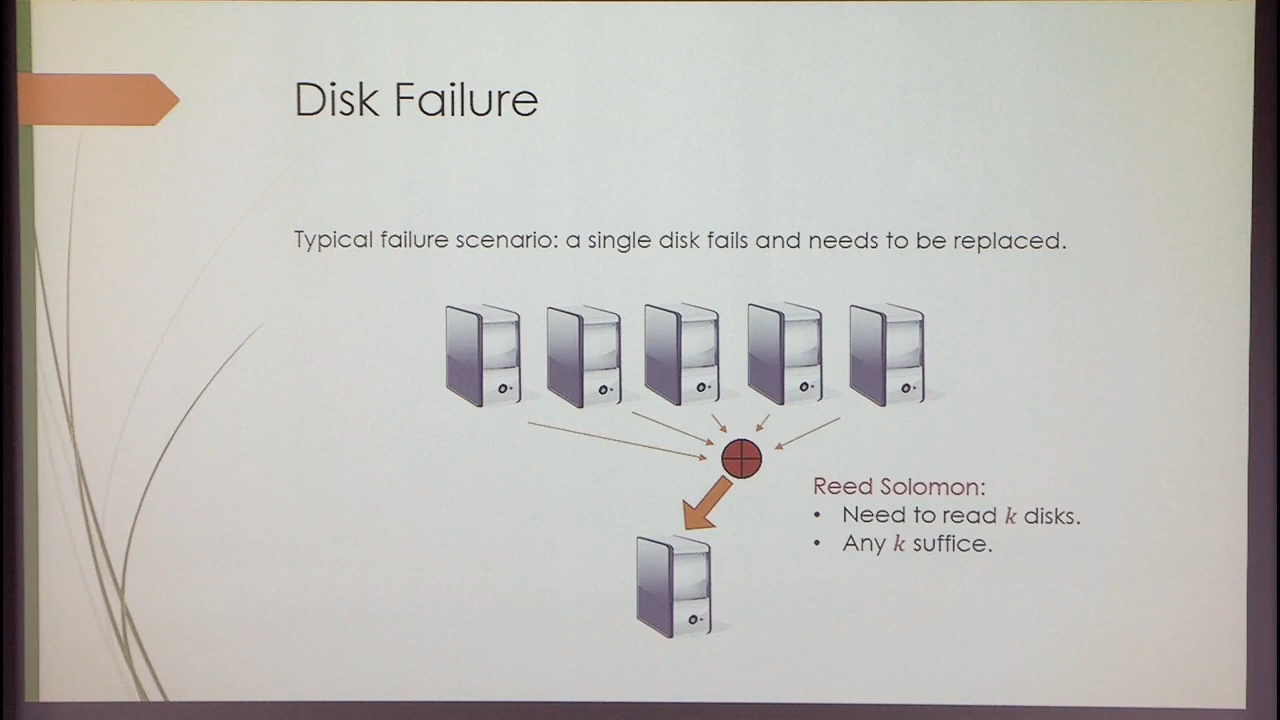 Disk Failure
Typical failure scenario: a single disk fails and needs to be replaced.
Reed Solomon:
• Need to read k disks.
• Any k suffice.